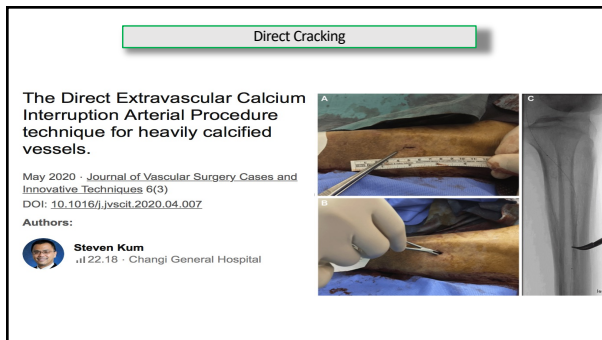 Direct Cracking
The Direct Extravascular Calcium
Interruption Arterial Procedure
technique for heavily calcified
vessels.
May 2020 · Journal of Vascular Surgery Cases and
Innovative Techniques 6(3)
DOI: 10.1016/j.jvscit.2020.04.007
Authors:
Steven Kum
22.18 · Changi General Hospital
A
B
C